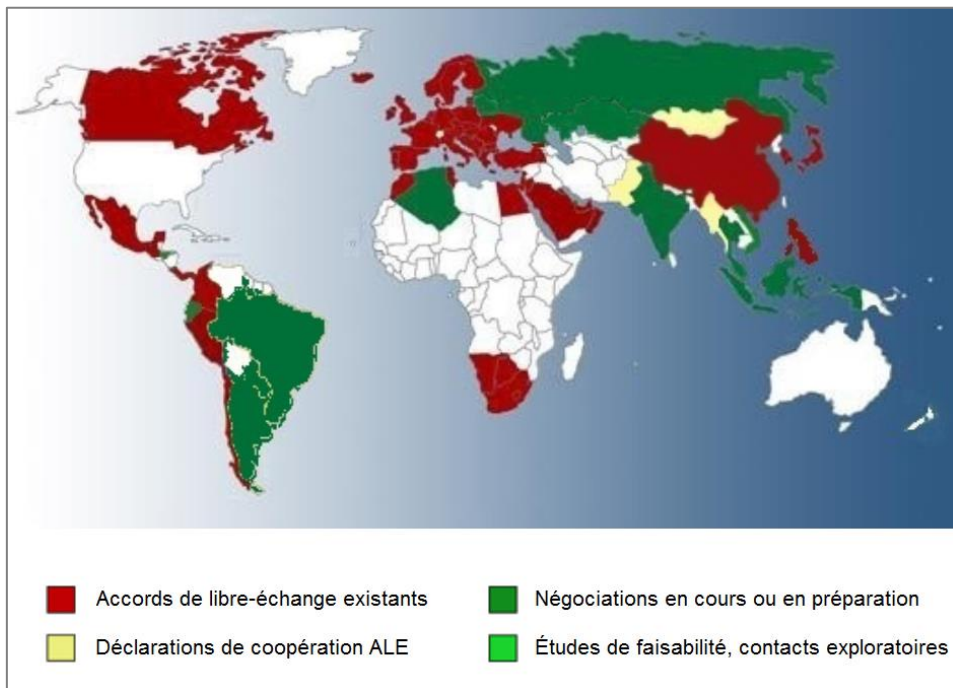 Accords de libre-échange existants
Négociations en cours ou en préparation
Déclarations de coopération ALE
Études de faisabilité, contacts exploratoires